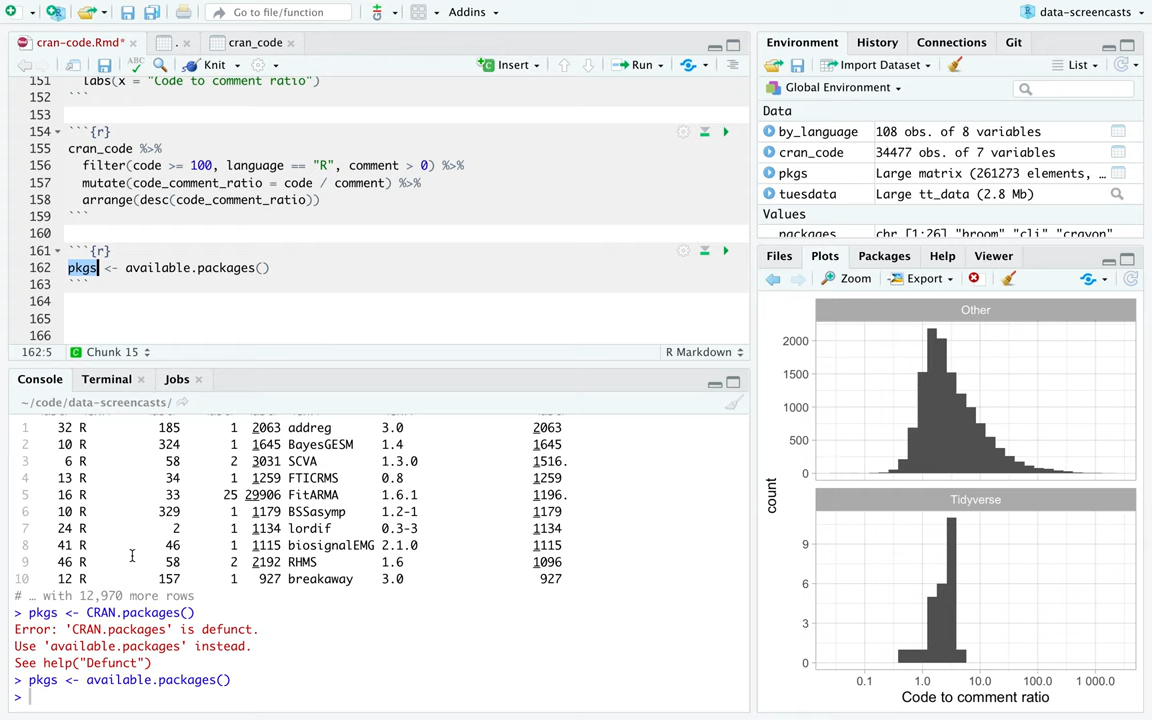 Go to file/function
Addins
data-screencasts
cran-code.Rmd*
.
cran_code
ABC
Knit
Insert
Run
151 labs(x = "Code to comment ratio")
152 ```
153
154 ```{r}
155 cran_code %>%
156 filter(code >= 100, language == "R", comment > 0) %>%
157 mutate(code_comment_ratio = code / comment) %>%
158 arrange(desc(code_comment_ratio))
159 ```
160
161 ```{r}
162 pkgs <- available.packages()
163 ```
164
165
166
162:5 Chunk 15 R Markdown
Console Terminal Jobs
~/code/data-screencasts/
1 32 R 185 1 2063 addreg 3.0 2063
2 10 R 324 1 1645 BayesGESM 1.4 1645
3 6 R 58 2 3031 SCVA 1.3.0 1516.
4 13 R 34 1 1259 FTICRMS 0.8 1259
5 16 R 33 25 29906 FitARMA 1.6.1 1196.
6 10 R 329 1 1179 BSSasymp 1.2-1 1179
7 24 R 2 1 1134 lordif 0.3-3 1134
8 41 R 46 1 1115 biosignalEMG 2.1.0 1115
9 46 R 58 2 2192 RHMS 1.6 1096
10 12 R 157 1 927 breakaway 3.0 927
# … with 12,970 more rows
> pkgs <- CRAN.packages()
Error: 'CRAN.packages' is defunct.
Use 'available.packages' instead.
See help("Defunct")
> pkgs <- available.packages()
>
Environment History Connections Git
Import Dataset
List
Global Environment
Data
by_language 108 obs. of 8 variables
cran_code 34477 obs. of 7 variables
pkgs Large matrix (261273 elements, …
tuesdata Large tt_data (2.8 Mb)
Values
packages chr [1:26] "broom" "cli" "crayon"
Files Plots Packages Help Viewer
Zoom Export
Other
2000
1500
1000
500
0
Tidyverse
9
6
3
0
count
0.1 1.0 10.0 100.0 1 000.0
Code to comment ratio